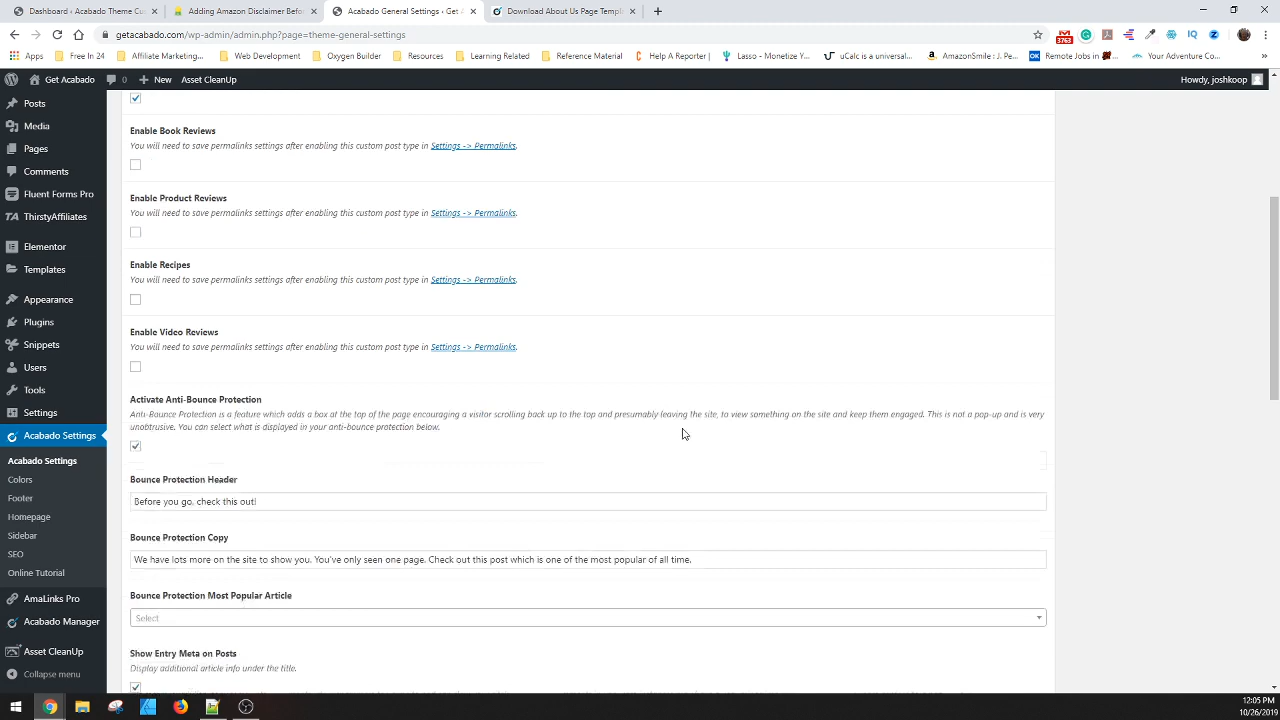 Dashboard ‹ Acabado Theme Cu
Adding Amazon Disclaimer Befor
Acabado General Settings ‹ Get A
Download About Us Page Templ
getacabado.com/wp-admin/admin.php?page=theme-general-settings
3763
IQ
Apps
Free In 24
Affiliate Marketing...
Oxygen Builder
Resources
Learning Related
Reference Material
Help A Reporter
Lasso - Monetize Y...
uCalc is a universal...
AmazonSmile : J. Pe...
Remote Jobs in
Your Adventure Co...
Get Acabado
0
New
Asset CleanUp
Howdy, joshkoop
Posts
Media
Pages
Comments
Fluent Forms Pro
ThirstyAffiliates
Elementor
Templates
Appearance
Plugins
Snippets
Users
Tools
Settings
Acabado Settings
Acabado Settings
Colors
Footer
Homepage
Sidebar
SEO
Online Tutorial
AmaLinks Pro
Acabado Manager
Asset CleanUp
Collapse menu
Enable Book Reviews
You will need to save permalinks settings after enabling this custom post type in Settings -> Permalinks.
Enable Product Reviews
You will need to save permalinks settings after enabling this custom post type in Settings -> Permalinks.
Enable Recipes
You will need to save permalinks settings after enabling this custom post type in Settings -> Permalinks.
Enable Video Reviews
You will need to save permalinks settings after enabling this custom post type in Settings -> Permalinks.
Activate Anti-Bounce Protection
Anti-Bounce Protection is a feature which adds a box at the top of the page encouraging a visitor scrolling back up to the top and presumably leaving the site, to view something on the site and keep them engaged. This is not a pop-up and is very
unobtrusive. You can select what is displayed in your anti-bounce protection below.
Bounce Protection Header
Before you go, check this out!
Bounce Protection Copy
We have lots more on the site to show you. You've only seen one page. Check out this post which is one of the most popular of all time.
Bounce Protection Most Popular Article
Select
Show Entry Meta on Posts
Display additional article info under the title.
12:05 PM
10/26/2019